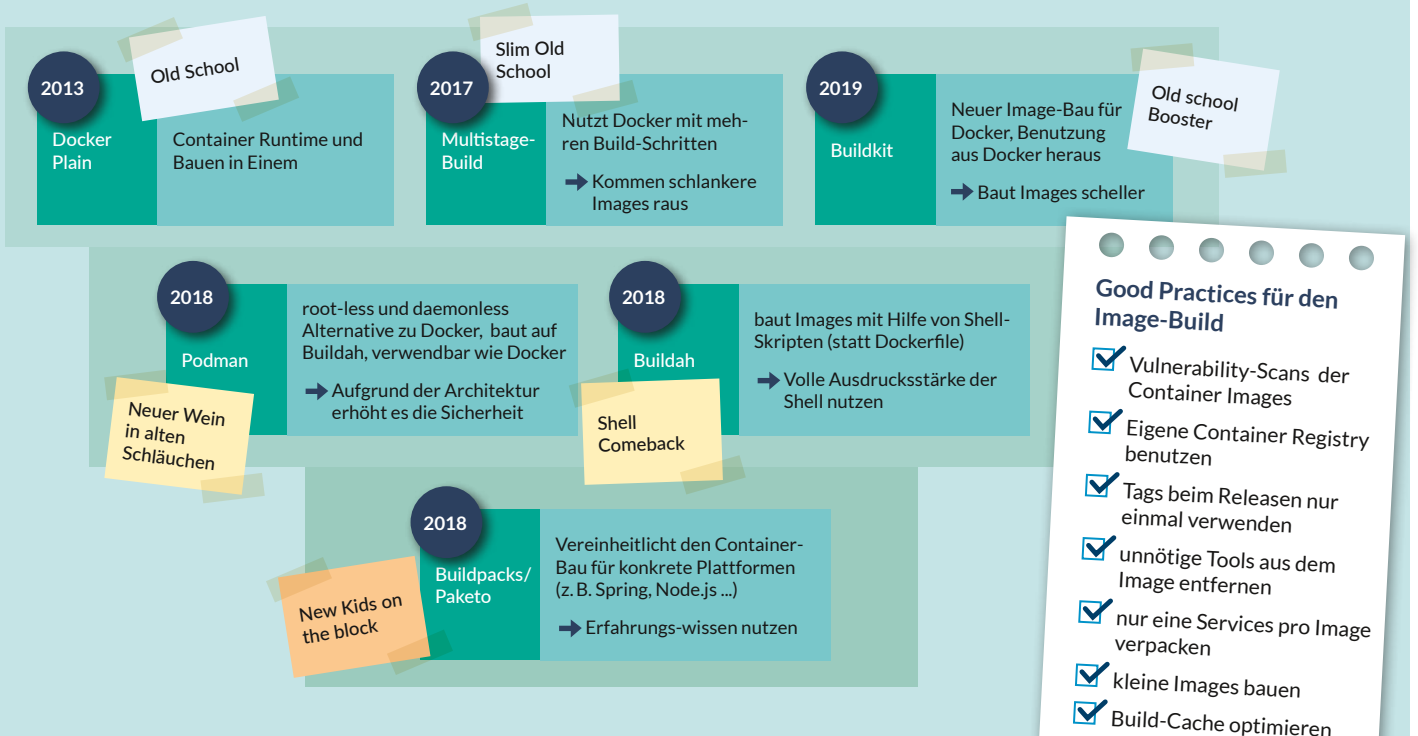 2013
Old School
Docker
Plain
Container Runtime und
Bauen in Einem
2017
Slim Old
School
Multistage-
Build
Nutzt Docker mit meh-
ren Build-Schritten
➔ Kommen schlankere
Images raus
2019
Buildkit
Neuer Image-Bau für
Docker, Benutzung
aus Docker heraus
➔ Baut Images scheller
Old school
Booster
2018
Podman
root-less und daemonless
Alternative zu Docker, baut auf
Buildah, verwendbar wie Docker
➔ Aufgrund der Architektur
erhöht es die Sicherheit
Neuer Wein
in alten
Schläuchen
2018
Buildah
baut Images mit Hilfe von Shell-
Skripten (statt Dockerfile)
➔ Volle Ausdrucksstärke der
Shell nutzen
Shell
Comeback
2018
Buildpacks/
Paketo
Vereinheitlicht den Container-
Bau für konkrete Plattformen
(z. B. Spring, Node.js ...)
➔ Erfahrungs-wissen nutzen
New Kids on
the block
Good Practices für den
Image-Build
Vulnerability-Scans der
Container Images
Eigene Container Registry
benutzen
Tags beim Releasen nur
einmal verwenden
unnötige Tools aus dem
Image entfernen
nur eine Services pro Image
verpacken
kleine Images bauen
Build-Cache optimieren